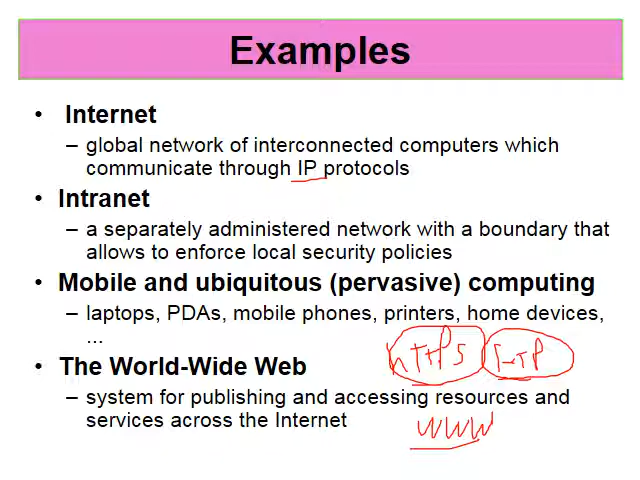 Examples
• Internet
– global network of interconnected computers which
communicate through IP protocols
• Intranet
– a separately administered network with a boundary that
allows to enforce local security policies
• Mobile and ubiquitous (pervasive) computing
– laptops, PDAs, mobile phones, printers, home devices,
...
https FTP
• The World-Wide Web
– system for publishing and accessing resources and
services across the Internet
WWW